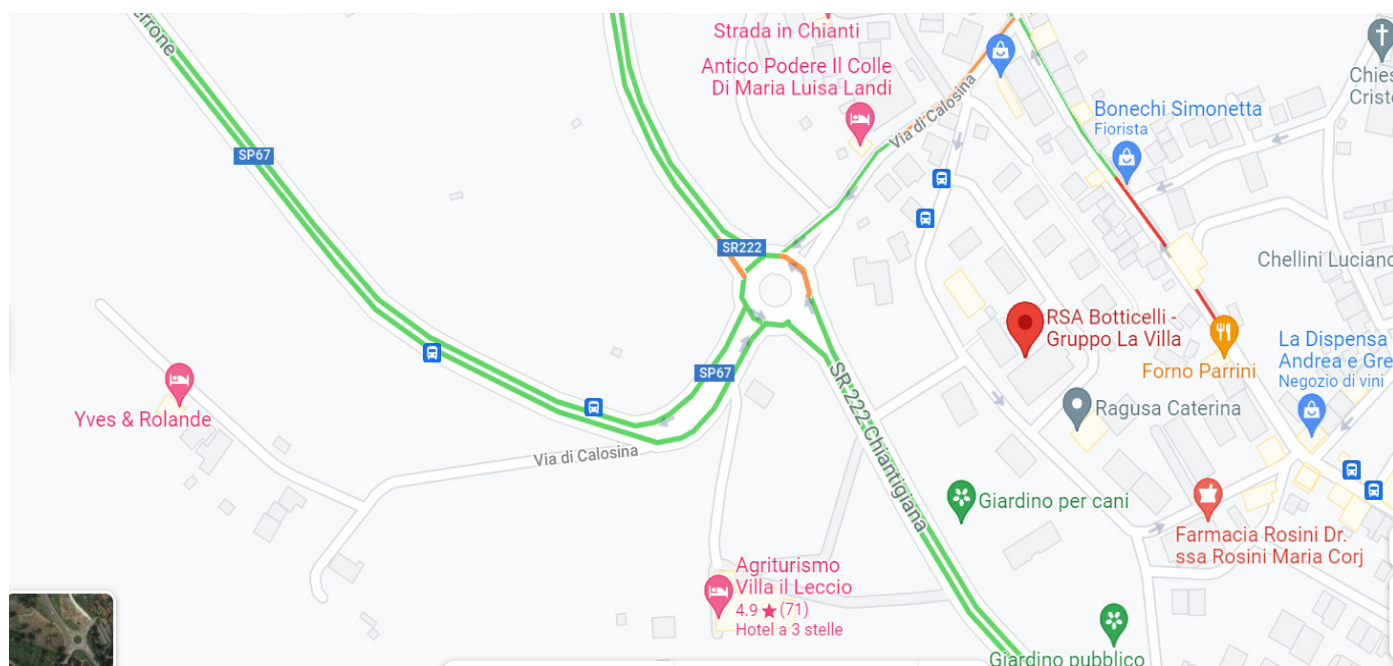 Strada in Chianti
Antico Podere Il Colle
Di Maria Luisa Landi
Via di Calosina
Bonechi Simonetta
Fiorista
SP67
SR222
Chellini Luciano
RSA Botticelli -
Gruppo La Villa
La Dispensa
Andrea e Gre
Negozio di vini
Forno Parrini
SP67
Yves & Rolande
Ragusa Caterina
SR 222 Chiantigiana
Via di Calosina
Giardino per cani
Farmacia Rosini Dr.
ssa Rosini Maria Corj
Agriturismo
Villa il Leccio
4.9 ★ (71)
Hotel a 3 stelle
Giardino pubblico